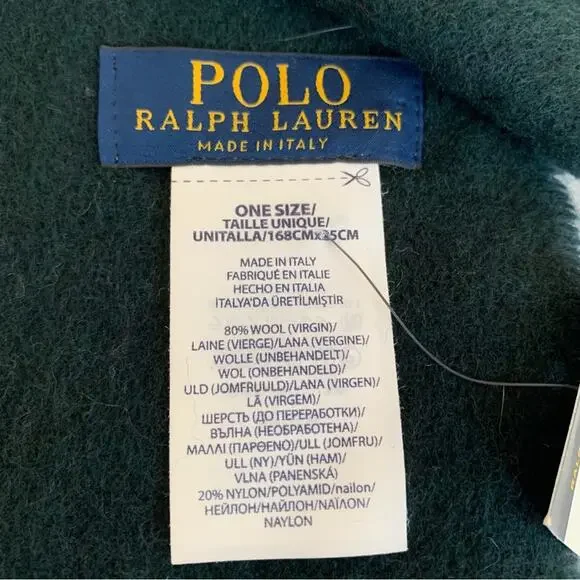 POLO
RALPH LAUREN
MADE IN ITALY
ONE SIZE/
TAILLE UNIQUE/
UNITALLA/168CMx25CM
MADE IN ITALY
FABRIQUÉ EN ITALIE
HECHO EN ITALIA
İTALYA'DA ÜRETİLMİŞTİR
80% WOOL (VIRGIN)/
LAINE (VIERGE)/LANA (VERGINE)/
WOLLE (UNBEHANDELT)/
WOL (ONBEHANDELD)/
ULD (JOMFRUULD)/LANA (VIRGEN)/
LÃ (VIRGEM)/
ШЕРСТЬ (ДО ПЕРЕРАБОТКИ)/
ВЪЛНА (НЕОБРАБОТЕНА)/
ΜΑΛΛΙ (ΠΑΡΘΕΝΟ)/ULL (JOMFRU)/
ULL (NY)/YÜN (HAM)/
VLNA (PANENSKÁ)
20% NYLON/POLYAMID/nailon/
НЕЙЛОН/НАЙЛОН/ΝΑΪΛΟΝ/
NAYLON